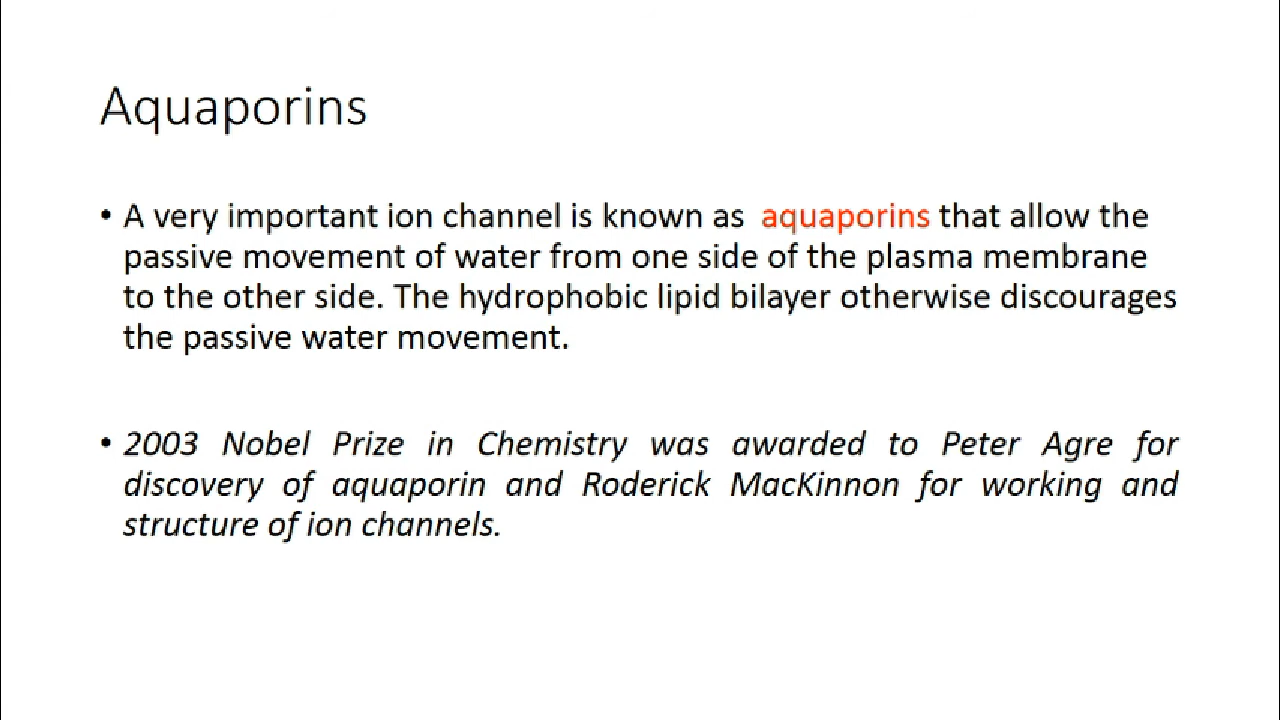 Aquaporins
• A very important ion channel is known as aquaporins that allow the
passive movement of water from one side of the plasma membrane
to the other side. The hydrophobic lipid bilayer otherwise discourages
the passive water movement.
• 2003 Nobel Prize in Chemistry was awarded to Peter Agre for
discovery of aquaporin and Roderick MacKinnon for working and
structure of ion channels.